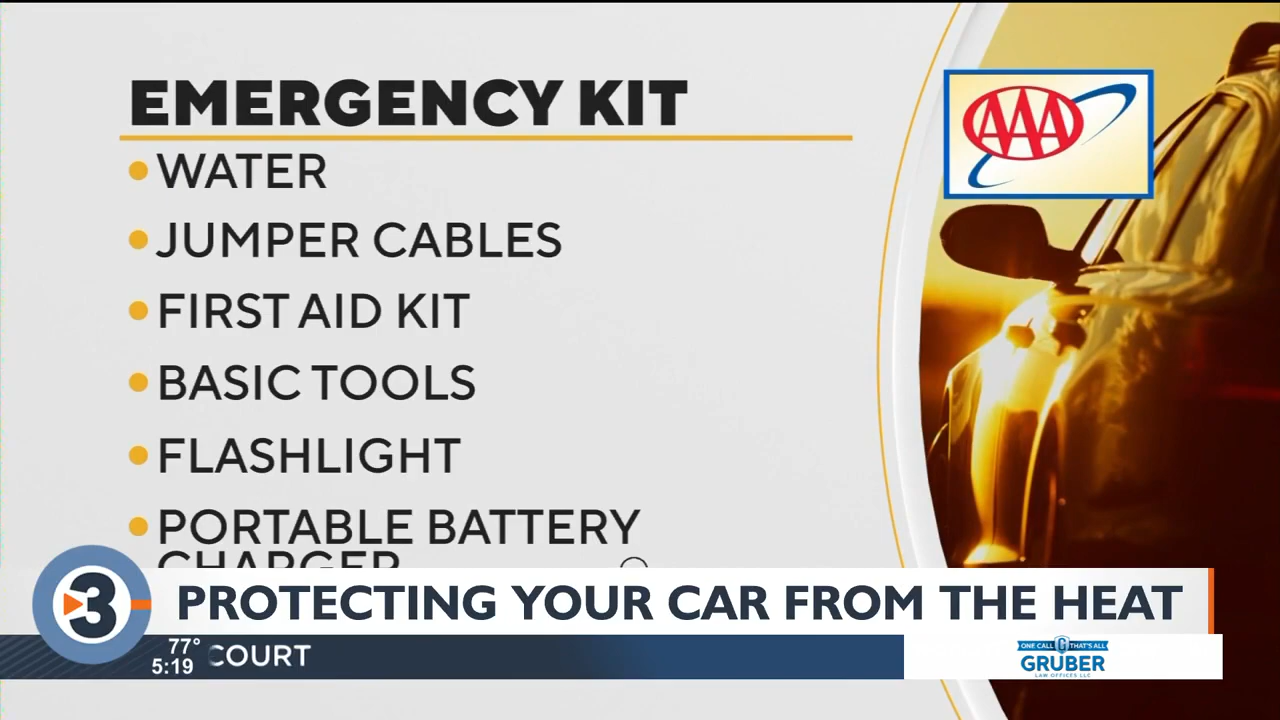 EMERGENCY KIT
AAA
WATER
JUMPER CABLES
FIRST AID KIT
BASIC TOOLS
FLASHLIGHT
PORTABLE BATTERY
CHARGER
3
PROTECTING YOUR CAR FROM THE HEAT
77°
5:19
COURT
ONE CALL G THAT'S ALL
GRUBER
LAW OFFICES LLC